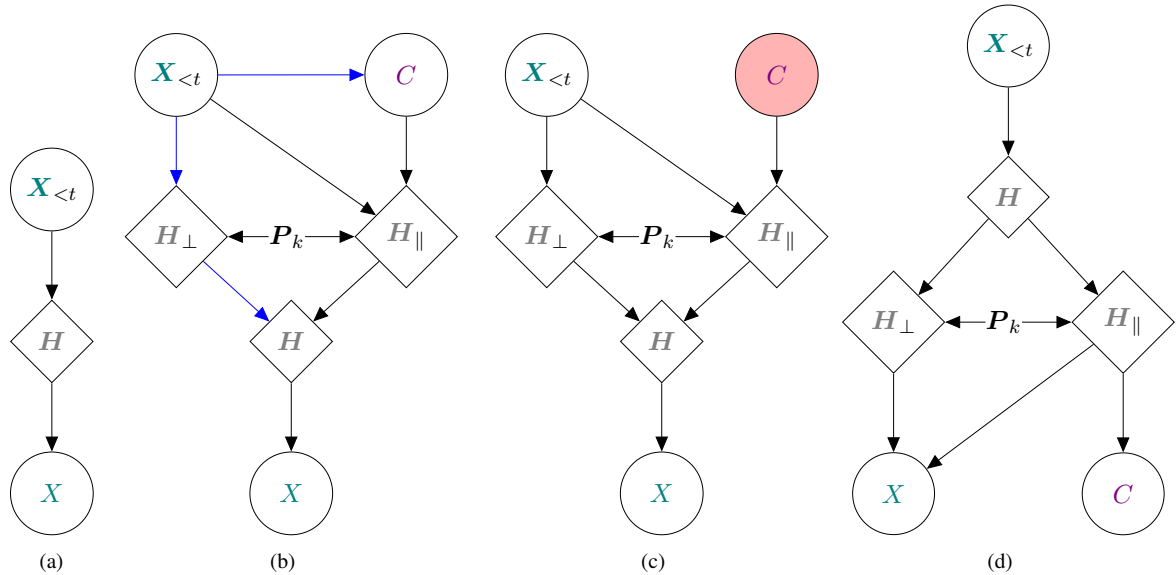 X<t
H
X
(a)
X<t
C
H⊥
Pk
H∥
H
X
(b)
X<t
C
H⊥
Pk
H∥
H
X
(c)
X<t
H
H⊥
Pk
H∥
X
C
(d)